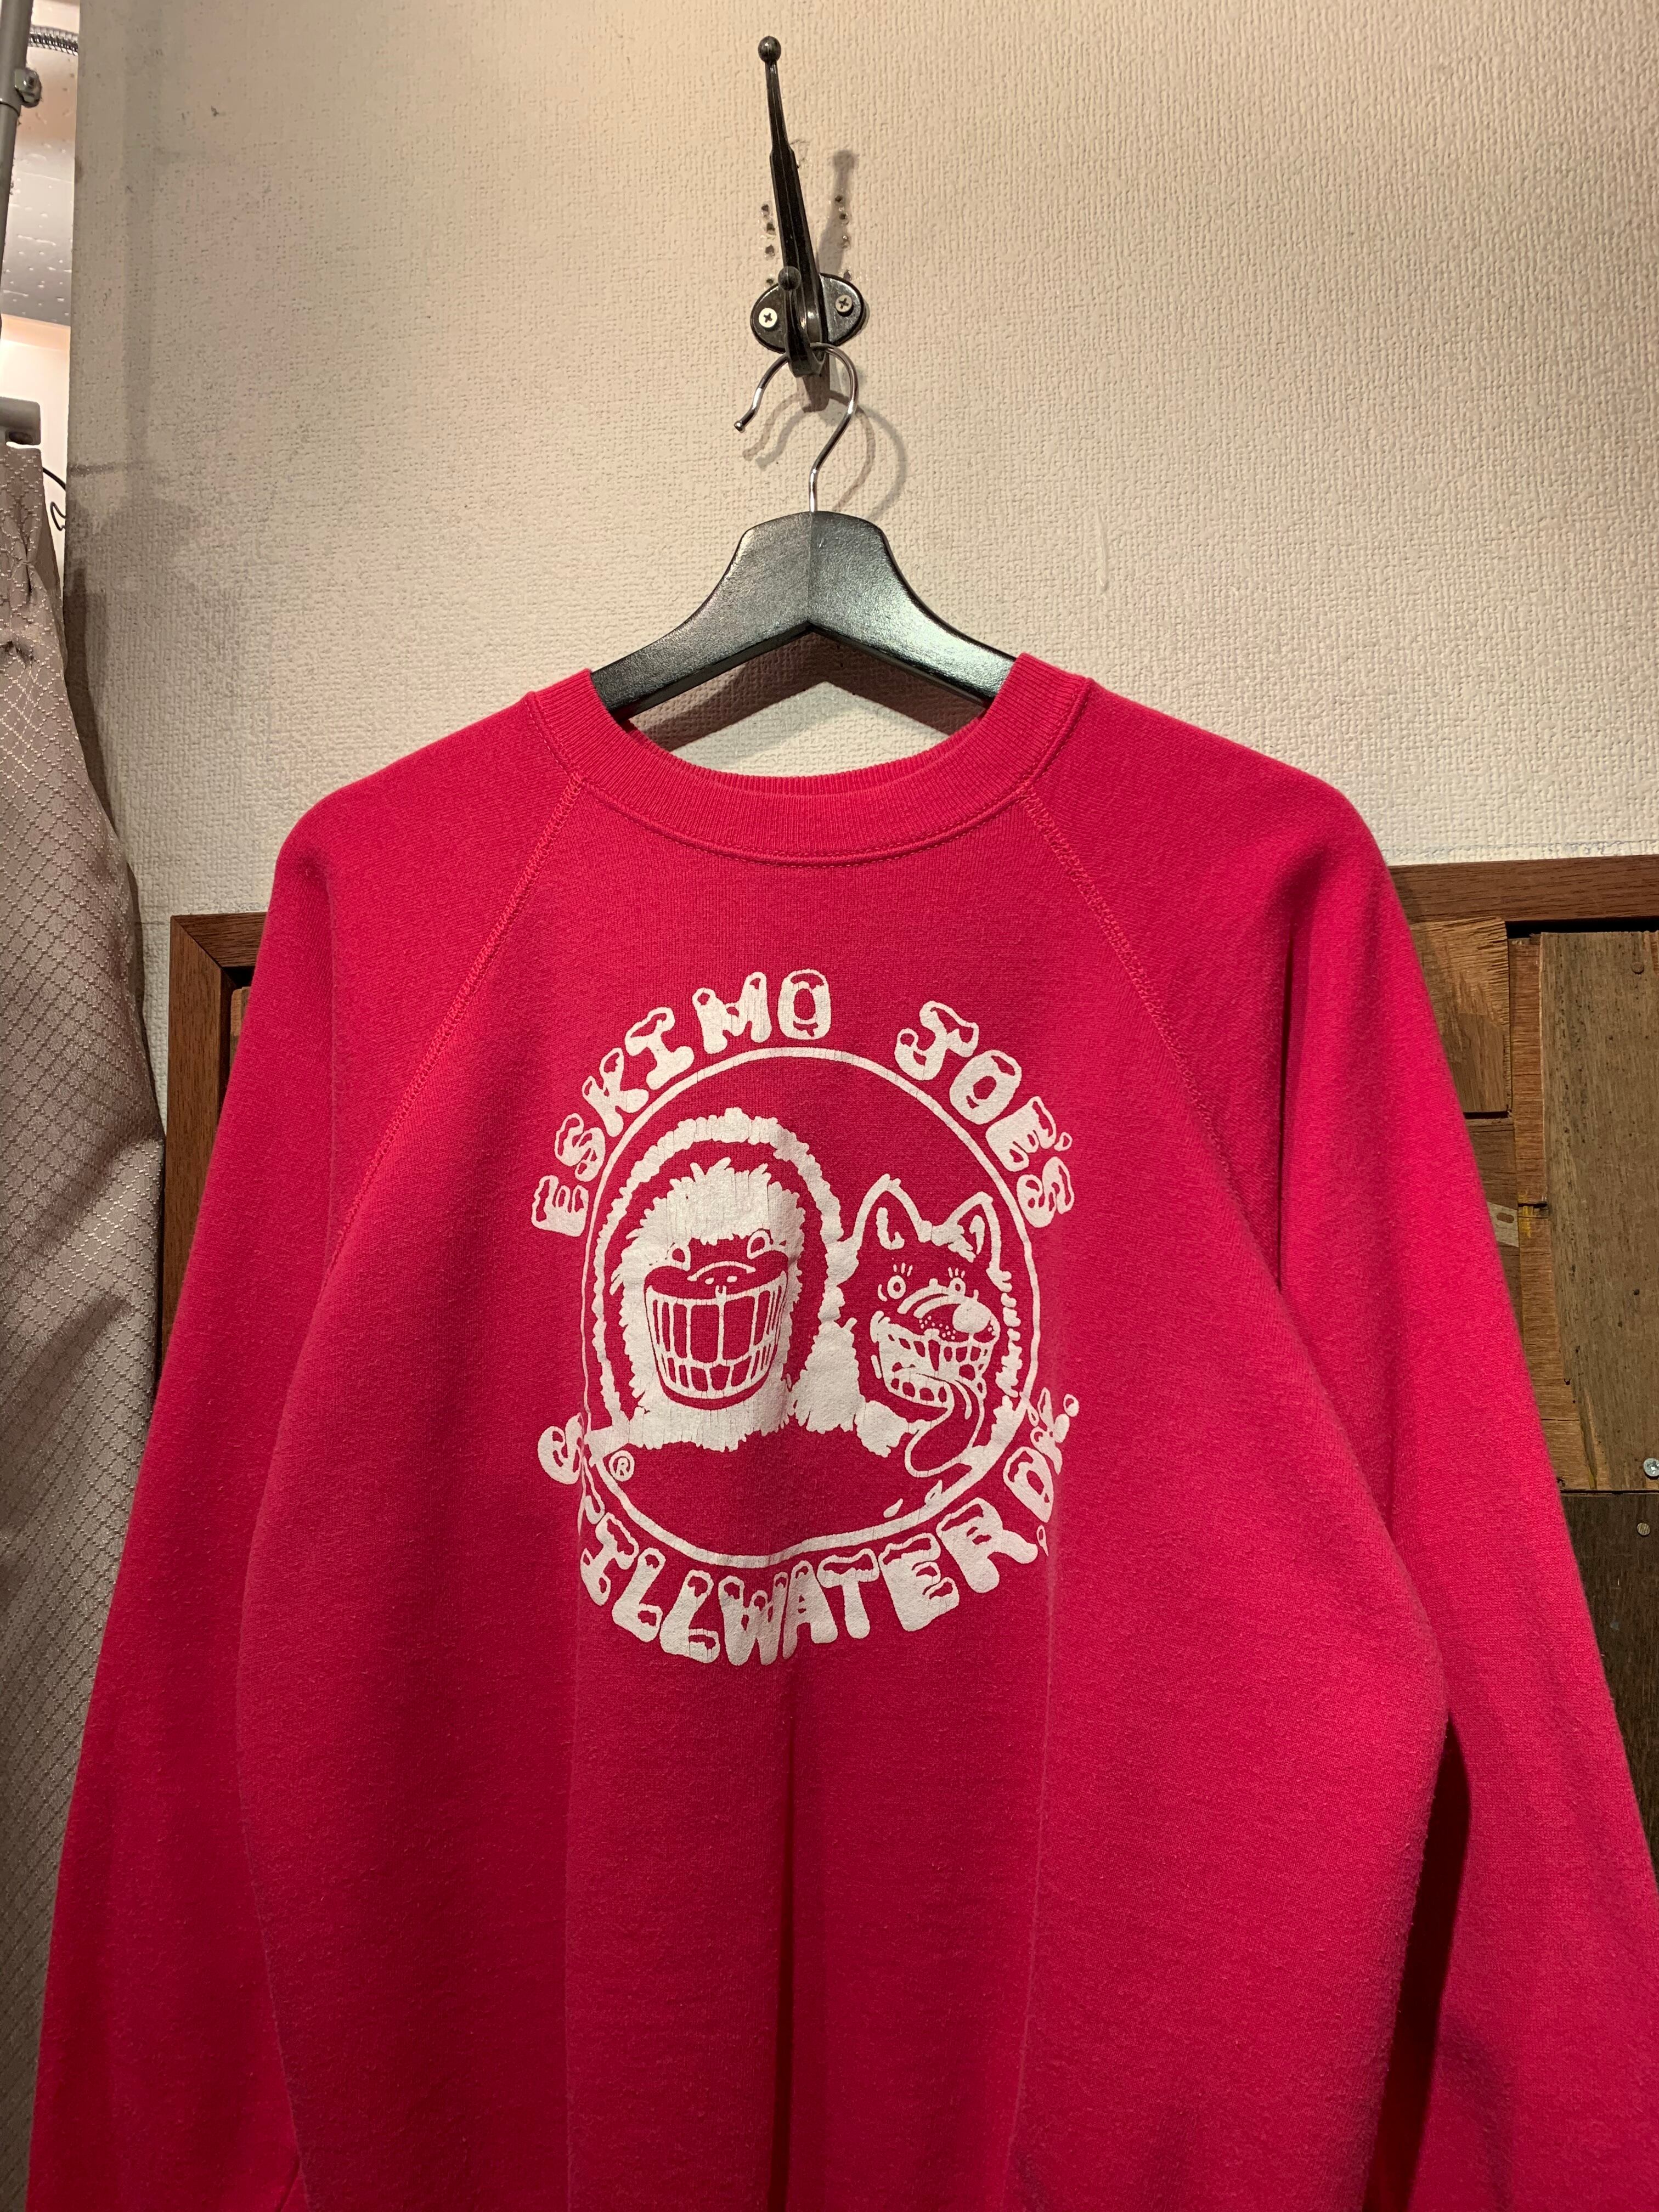 ESKIMO JOE'S
®
STILLWATER, OK.